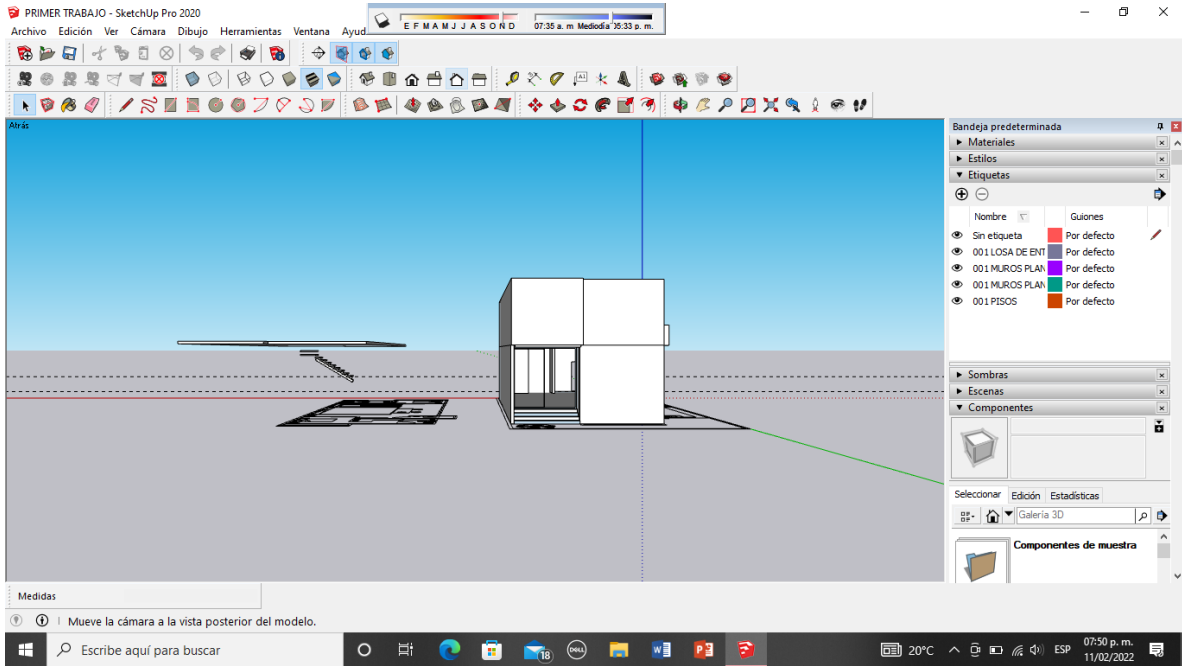 PRIMER TRABAJO - SketchUp Pro 2020
Archivo Edición Ver Cámara Dibujo Herramientas Ventana Ayud
E F M A M J J A S O N D
07:35 a. m Mediodía 05:33 p. m.
Atrás
Bandeja predeterminada
Materiales
Estilos
Etiquetas
Nombre Guiones
Sin etiqueta Por defecto
001 LOSA DE ENT Por defecto
001 MUROS PLAN Por defecto
001 MUROS PLAN Por defecto
001 PISOS Por defecto
Sombras
Escenas
Componentes
Seleccionar Edición Estadísticas
Galería 3D
Componentes de muestra
Medidas
Mueve la cámara a la vista posterior del modelo.
Escribe aquí para buscar
18
DELL
20°C
ESP
07:50 p. m.
11/02/2022